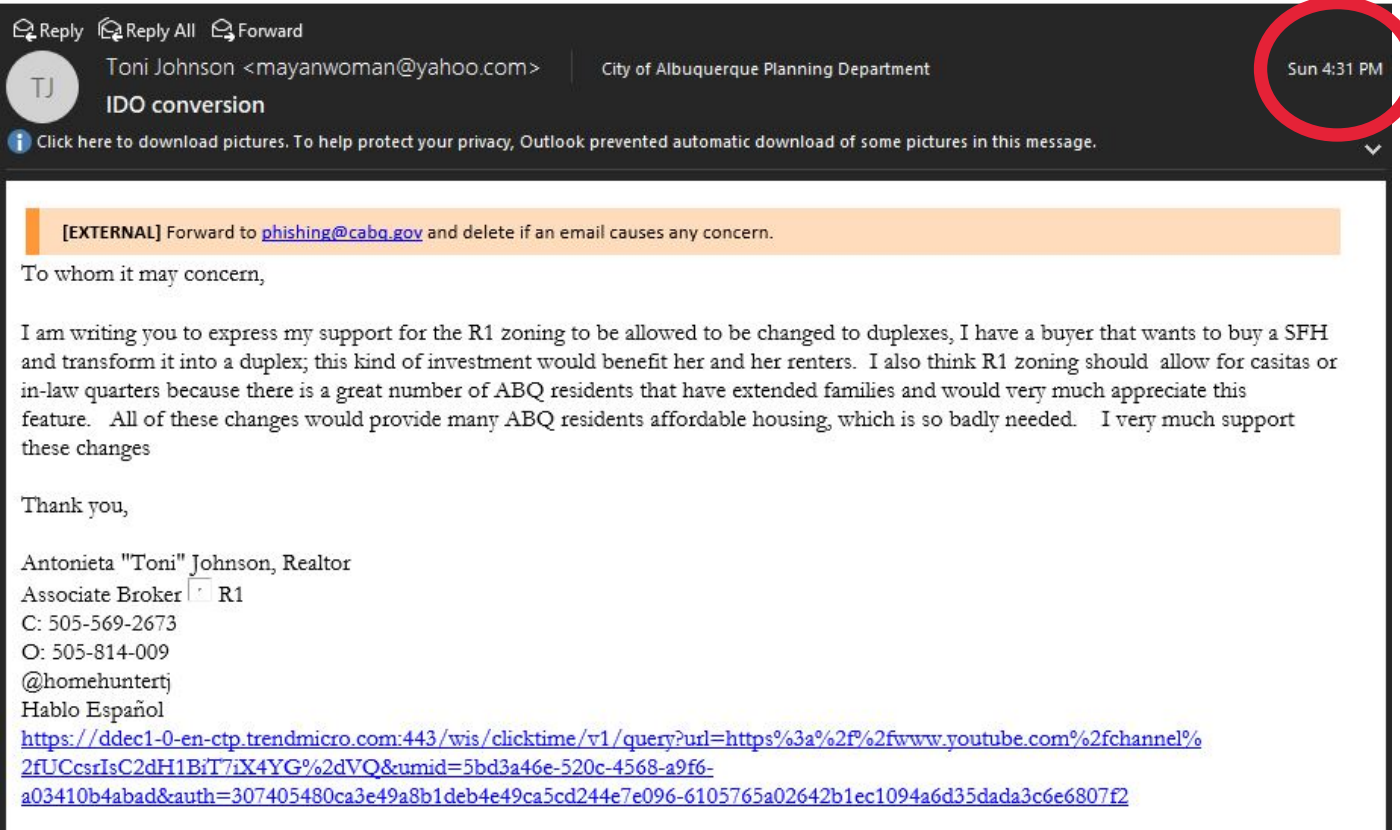 Reply Reply All Forward
TJ
Toni Johnson <mayanwoman@yahoo.com>
City of Albuquerque Planning Department
Sun 4:31 PM
IDO conversion
Click here to download pictures. To help protect your privacy, Outlook prevented automatic download of some pictures in this message.
[EXTERNAL] Forward to phishing@cabq.gov and delete if an email causes any concern.
To whom it may concern,
I am writing you to express my support for the R1 zoning to be allowed to be changed to duplexes, I have a buyer that wants to buy a SFH
and transform it into a duplex; this kind of investment would benefit her and her renters.  I also think R1 zoning should  allow for casitas or
in-law quarters because there is a great number of ABQ residents that have extended families and would very much appreciate this
feature.   All of these changes would provide many ABQ residents affordable housing, which is so badly needed.    I very much support
these changes
Thank you,
Antonieta "Toni" Johnson, Realtor
Associate Broker R1
C: 505-569-2673
O: 505-814-009
@homehuntertj
Hablo Español
https://ddec1-0-en-ctp.trendmicro.com:443/wis/clicktime/v1/query?url=https%3a%2f%2fwww.youtube.com%2fchannel%
2fUCcsrIsC2dH1BiT7iX4YG%2dVQ&umid=5bd3a46e-520c-4568-a9f6-
a03410b4abad&auth=307405480ca3e49a8b1deb4e49ca5cd244e7e096-6105765a02642b1ec1094a6d35dada3c6e6807f2